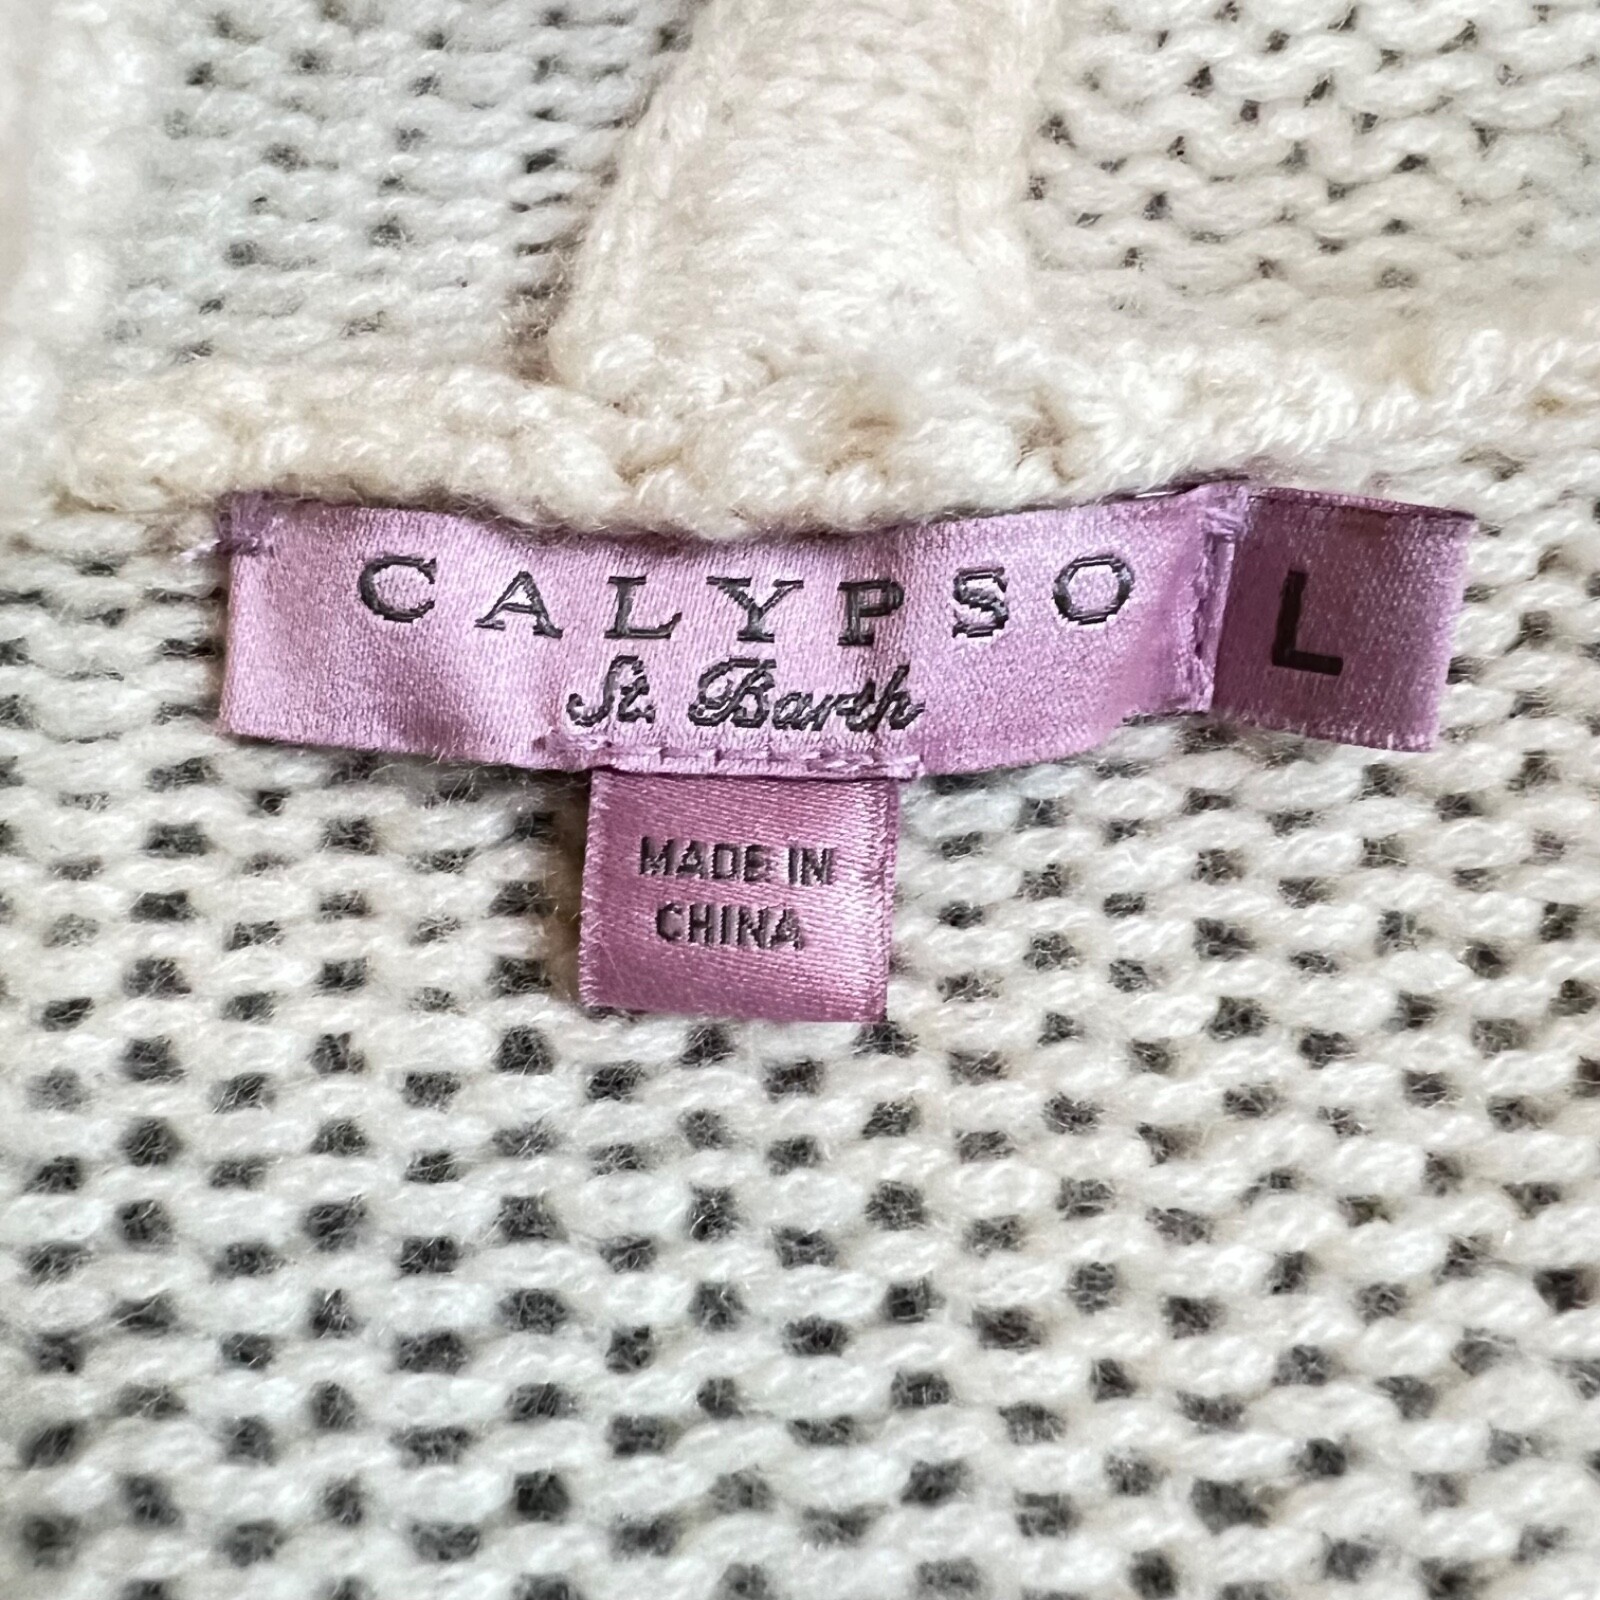 CALYPSO
St. Barth
L
MADE IN
CHINA